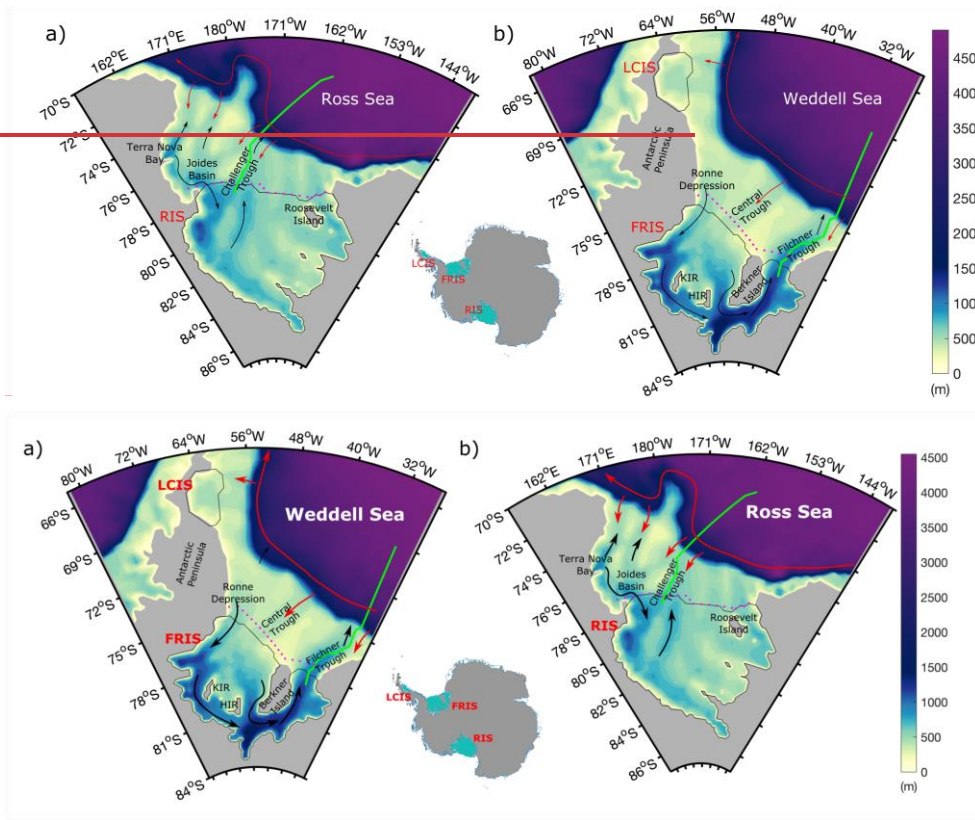 a)
162°E
171°E
180°W
171°W
162°W
153°W
144°W
70°S
72°S
74°S
76°S
78°S
80°S
82°S
84°S
86°S
Ross Sea
Terra Nova
Bay
Joides
Basin
Challenger
Trough
Roosevelt
Island
RIS
LCIS
FRIS
RIS
b)
80°W
72°W
64°W
56°W
48°W
40°W
32°W
66°S
69°S
72°S
75°S
78°S
81°S
84°S
LCIS
Weddell Sea
Antarctic
Peninsula
Ronne
Depression
Central
Trough
FRIS
Filchner
Trough
KIR
HIR
Berkner
Island
450
400
350
300
250
200
150
100
500
0
(m)
a)
80°W
72°W
64°W
56°W
48°W
40°W
32°W
66°S
69°S
72°S
75°S
78°S
81°S
84°S
LCIS
Weddell Sea
Antarctic
Peninsula
Ronne
Depression
Central
Trough
FRIS
Filchner
Trough
KIR
HIR
Berkner
Island
LCIS
FRIS
RIS
b)
162°E
171°E
180°W
171°W
162°W
153°W
144°W
70°S
72°S
74°S
76°S
78°S
80°S
82°S
84°S
86°S
Ross Sea
Terra Nova
Bay
Joides
Basin
Challenger
Trough
Roosevelt
Island
RIS
4500
4000
3500
3000
2500
2000
1500
1000
500
0
(m)